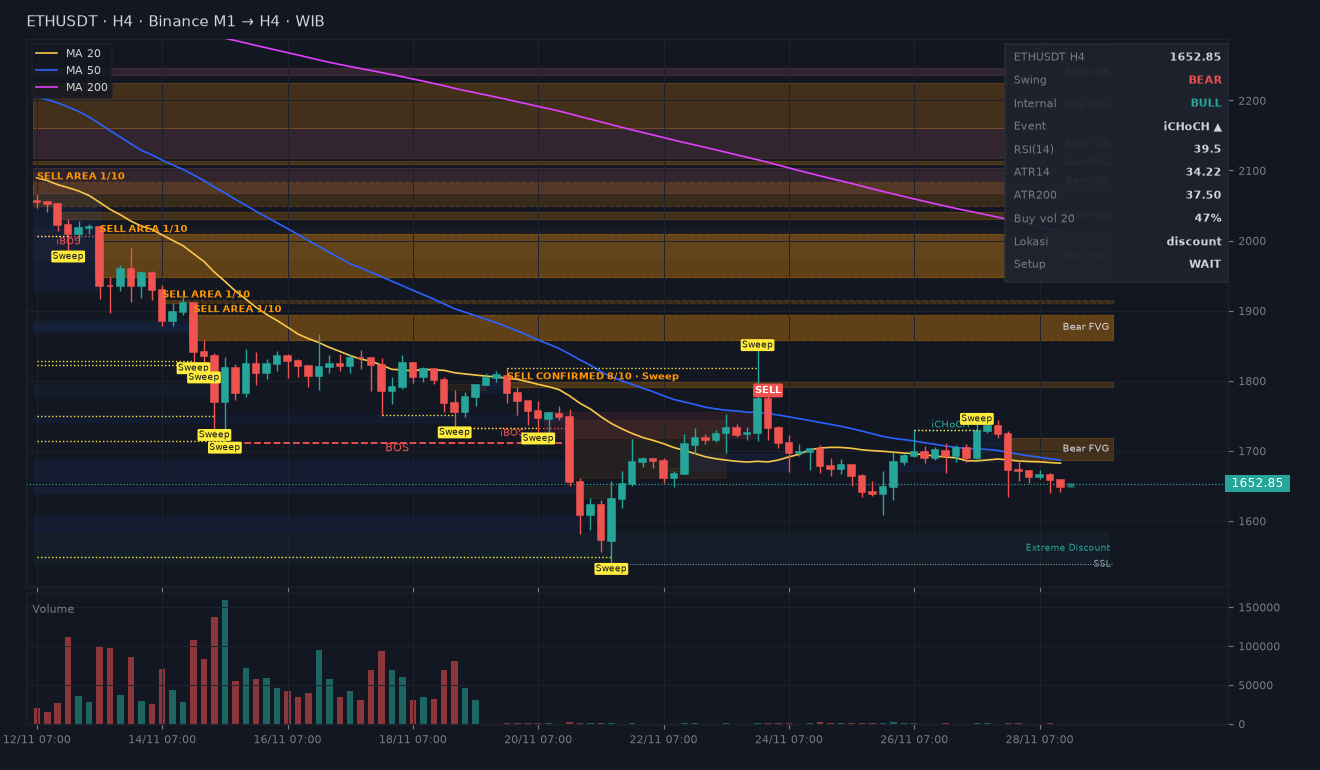 ETHUSDT · H4 · Binance M1 → H4 · WIB
MA 20
MA 50
MA 200
ETHUSDT H4 1652.85
Swing BEAR
Internal BULL
Event iCHoCH ▲
RSI(14) 39.5
ATR14 34.22
ATR200 37.50
Buy vol 20 47%
Lokasi discount
Setup WAIT
2200
2100
2000
1900
1800
1700
1600
1652.85
SELL AREA 1/10
SELL AREA 1/10
iBOS
Sweep
SELL AREA 1/10
SELL AREA 1/10
Bear FVG
Sweep
Sweep
Sweep
SELL CONFIRMED 8/10 · Sweep
SELL
Sweep
iCHoCH
Sweep
Sweep
Sweep
iBOS
Sweep
BOS
Bear FVG
Extreme Discount
SSL
Sweep
Volume
150000
100000
50000
0
12/11 07:00
14/11 07:00
16/11 07:00
18/11 07:00
20/11 07:00
22/11 07:00
24/11 07:00
26/11 07:00
28/11 07:00